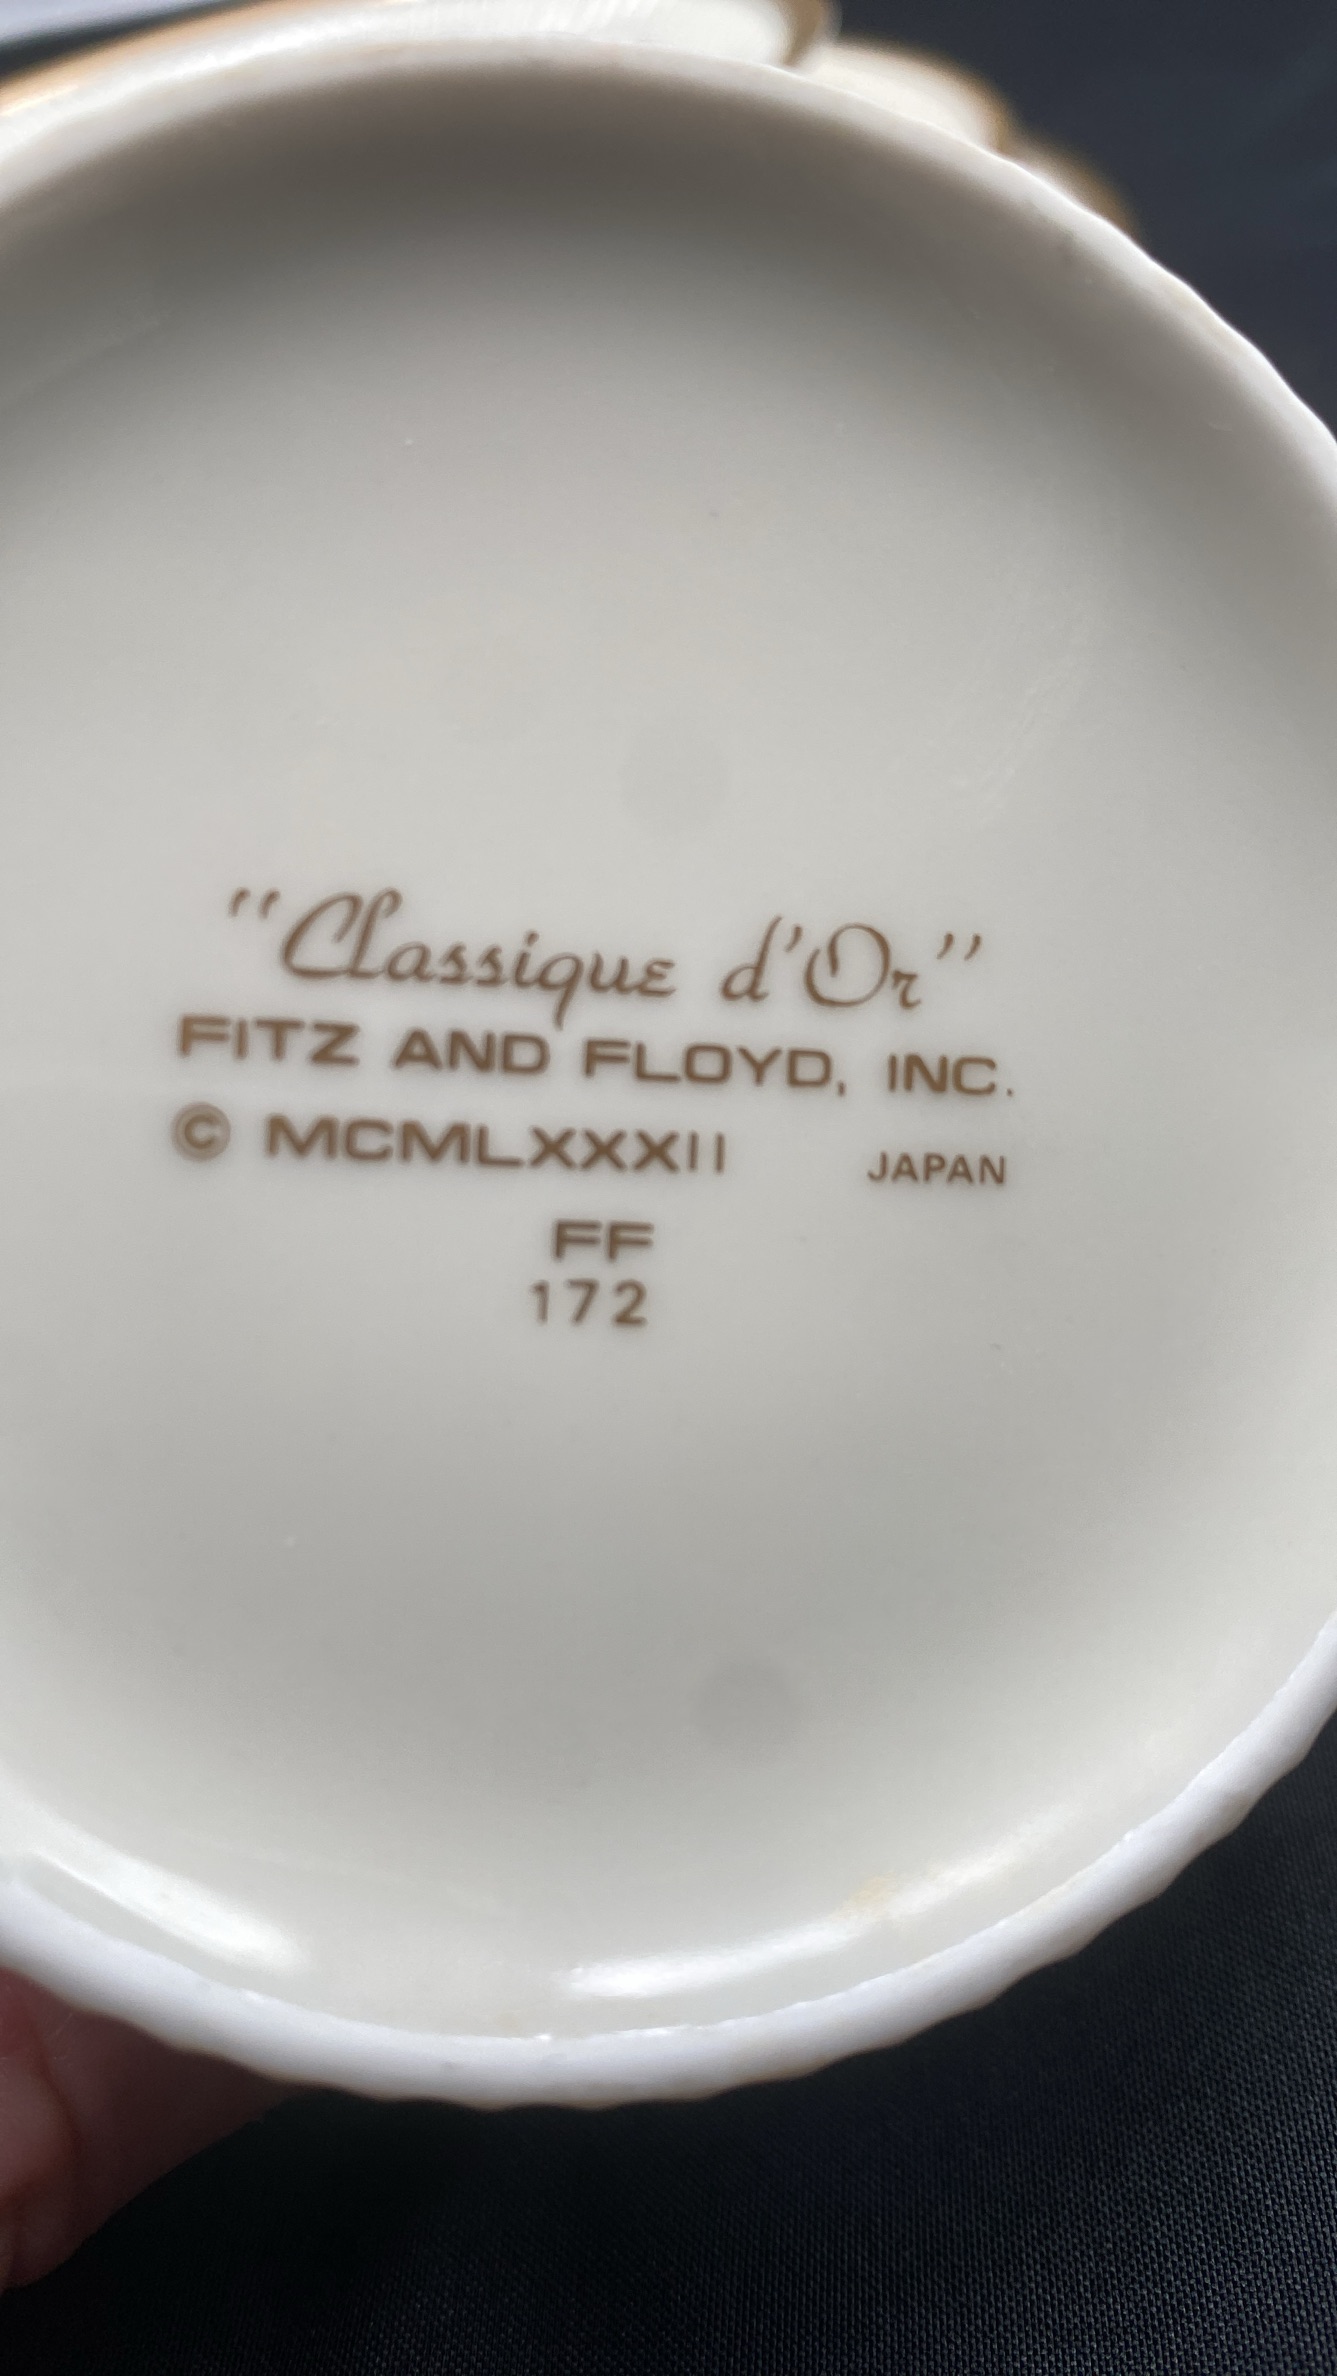 "Classique d'Or"
FITZ AND FLOYD, INC.
© MCMLXXXII JAPAN
FF
172